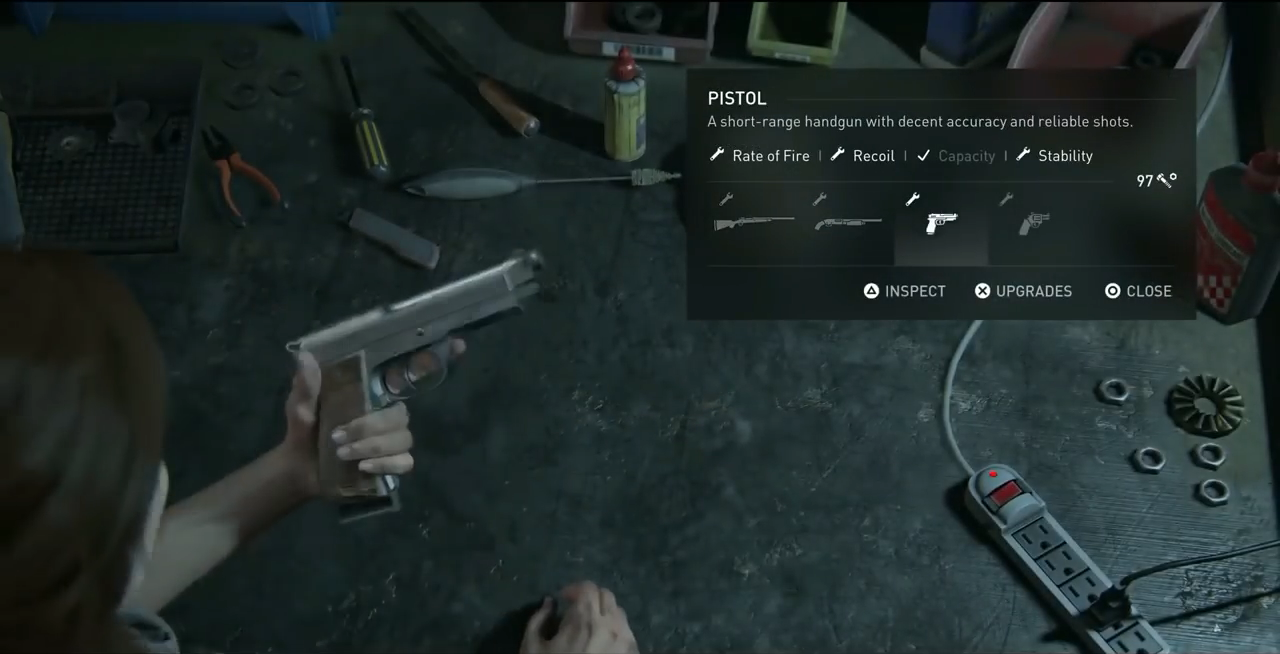 PISTOL
A short-range handgun with decent accuracy and reliable shots.
Rate of Fire | Recoil | Capacity | Stability
97
INSPECT UPGRADES CLOSE